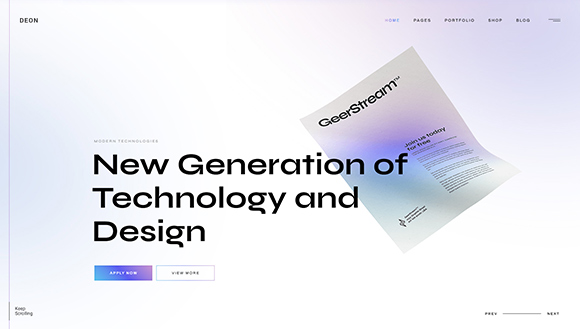 DEON
HOME PAGES PORTFOLIO SHOP BLOG
GeerStream™
Join us today
for free
MODERN TECHNOLOGIES
New Generation of
Technology and
Design
APPLY NOW
VIEW MORE
Keep
Scrolling
PREV NEXT